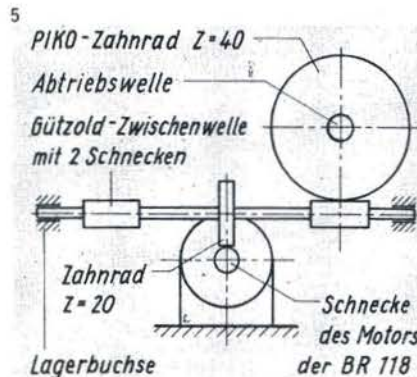 5
PIKO-Zahnrad Z=40
Abtriebswelle
Gützold-Zwischenwelle
mit 2 Schnecken
Zahnrad
Z=20
Schnecke
des Motors
der BR 118
Lagerbuchse